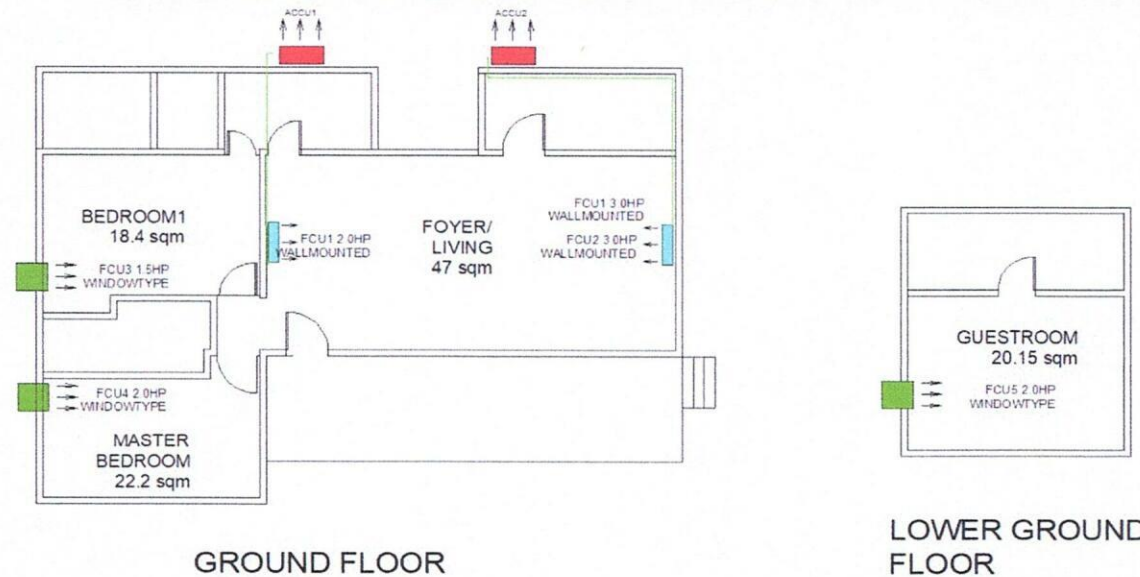 ACCU1
ACCU2
BEDROOM1
18.4 sqm
FCU3 1.5HP
WINDOWTYPE
FCU1 2.0HP
WALLMOUNTED
FOYER/
LIVING
47 sqm
FCU1 3.0HP
WALLMOUNTED
FCU2 3.0HP
WALLMOUNTED
FCU4 2.0HP
WINDOWTYPE
MASTER
BEDROOM
22.2 sqm
GROUND FLOOR
GUESTROOM
20.15 sqm
FCU5 2.0HP
WINDOWTYPE
LOWER GROUND
FLOOR